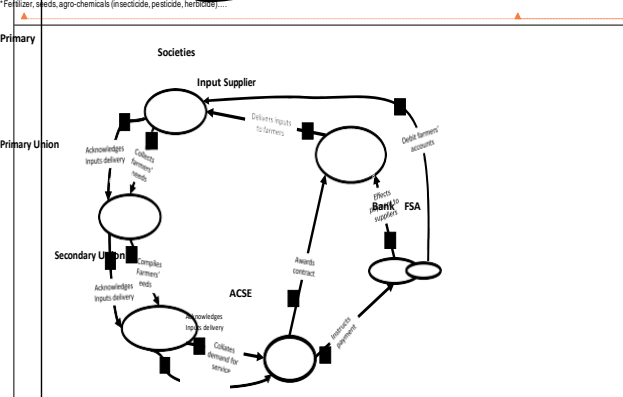 *Fertilizer, seeds, agro-chemicals (insecticide, pesticide, herbicide)....
Primary
Societies
Input Supplier
Delivers inputs
to farmers
Debit farmers'
accounts
Primary Union
Acknowledges
Inputs delivery
Collects
farmers'
needs
Effects
to
suppliers
Bank FSA
Secondary Union
Compiles
Farmers'
eeds
Acknowledges
Inputs delivery
Awards
contract
ACSE
Acknowledges
Inputs delivery
Collates
demand for
service
Instructs
payment